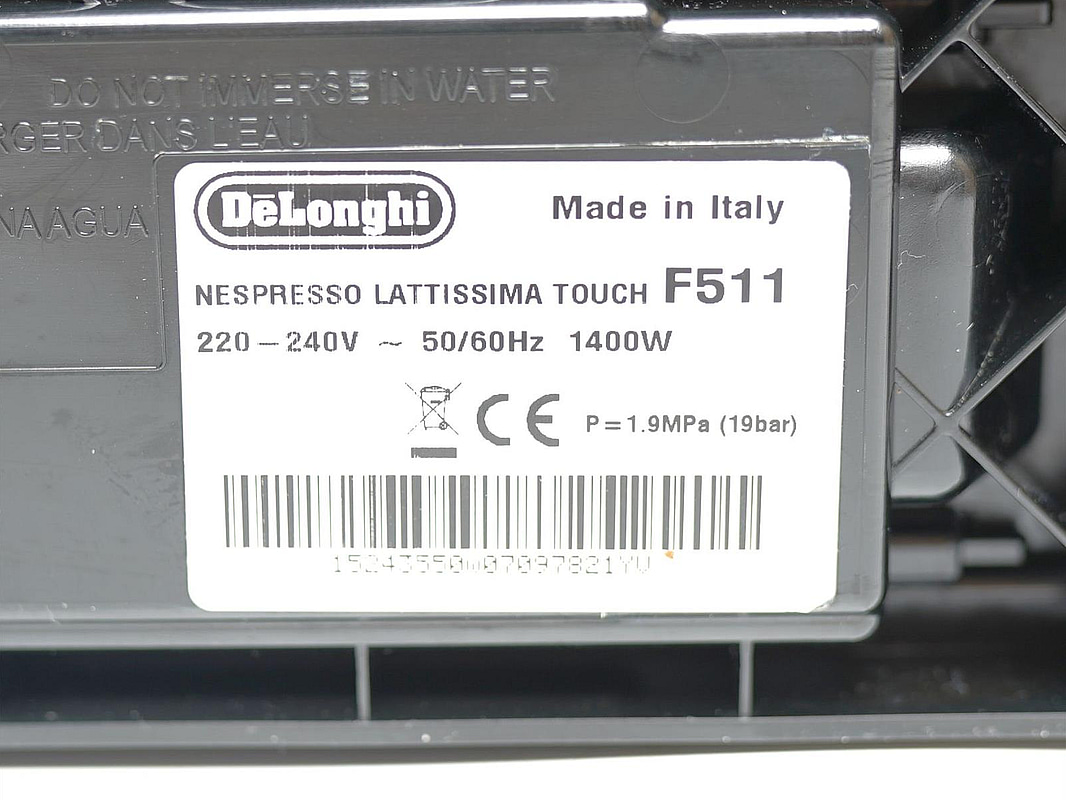 DO NOT IMMERSE IN WATER
RGER DANS L'EAU
NA AGUA
DeLonghi
Made in Italy
NESPRESSO LATTISSIMA TOUCH F511
220-240V ~ 50/60Hz 1400W
CE
P=1.9MPa (19bar)
15243550W07097821YV